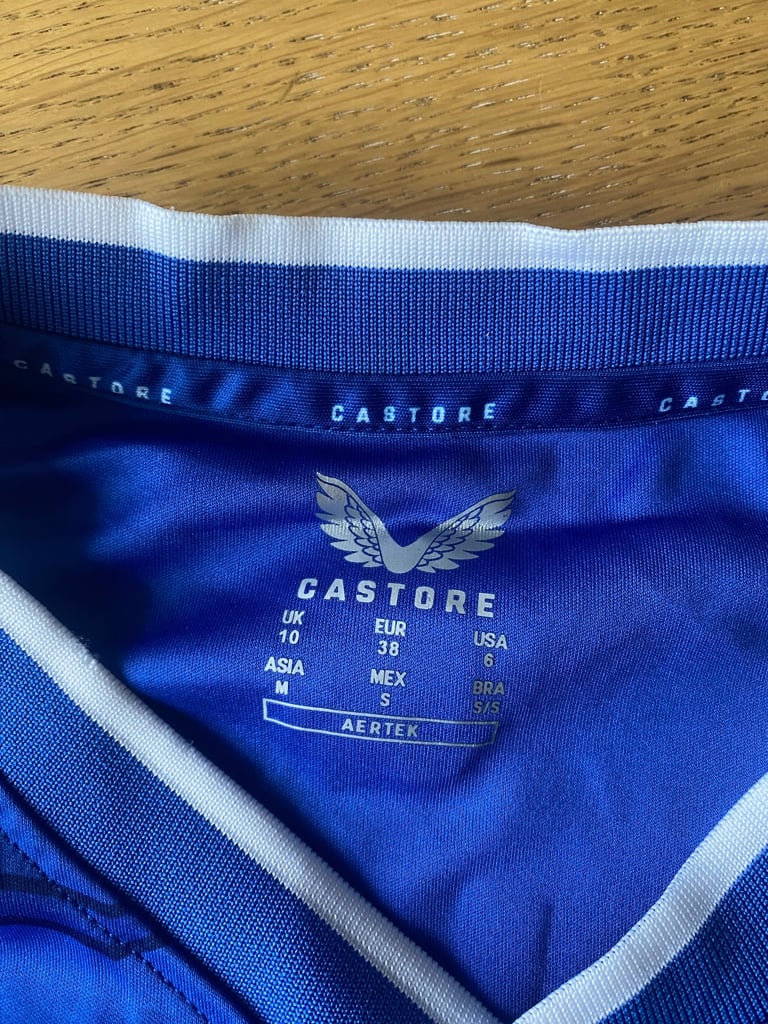 CASTORE CASTORE CASTO
CASTORE
UK EUR USA
10 38 6
ASIA MEX BRA
M S S/S
AERTEK